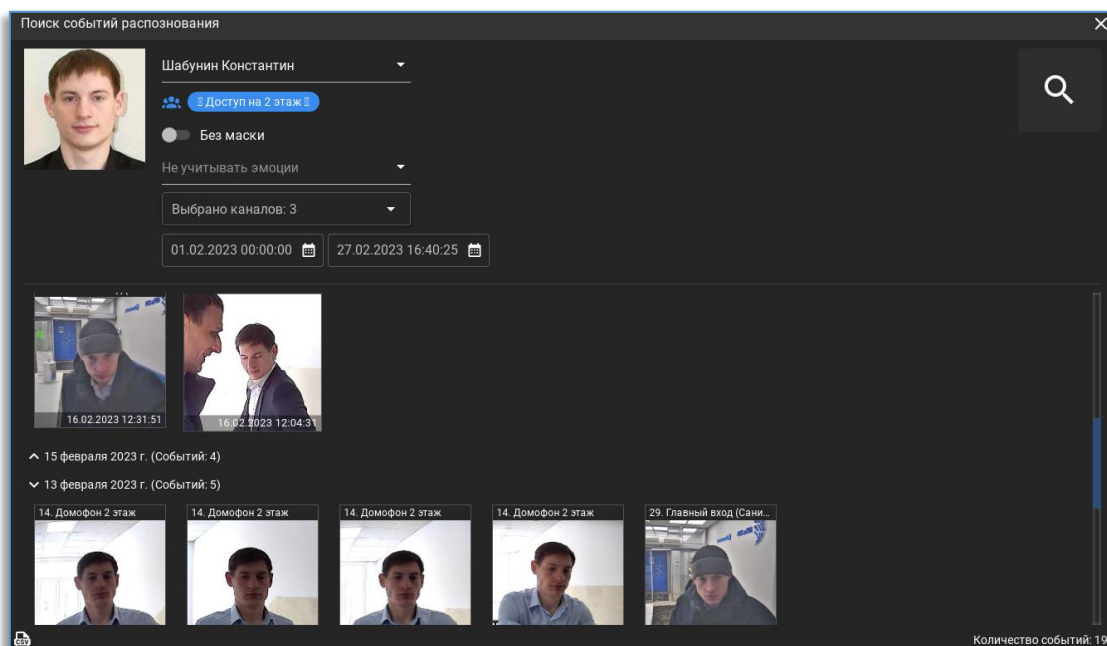 Поиск событий распознования
Шабунин Константин
Доступ на 2 этаж
Без маски
Не учитывать эмоции
Выбрано каналов: 3
01.02.2023 00:00:00 27.02.2023 16:40:25
16.02.2023 12:31:51 16.02.2023 12:04:31
15 февраля 2023 г. (Событий: 4)
13 февраля 2023 г. (Событий: 5)
14. Домофон 2 этаж 14. Домофон 2 этаж 14. Домофон 2 этаж 14. Домофон 2 этаж 29. Главный вход (Сани...
CSV Количество событий: 19